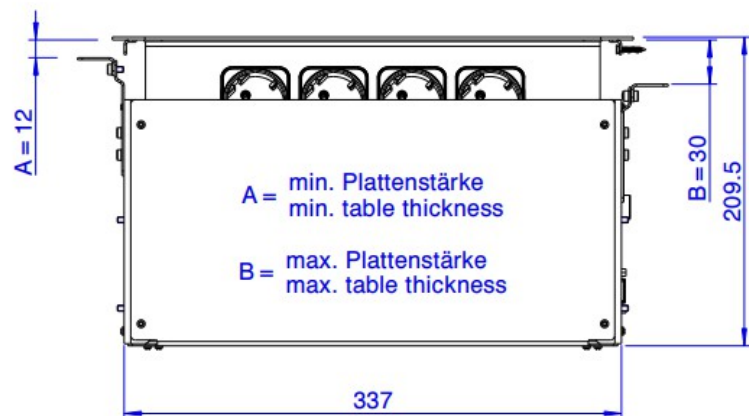 A = 12
A = min. Plattenstärke
min. table thickness
B = max. Plattenstärke
max. table thickness
B = 30
209.5
337